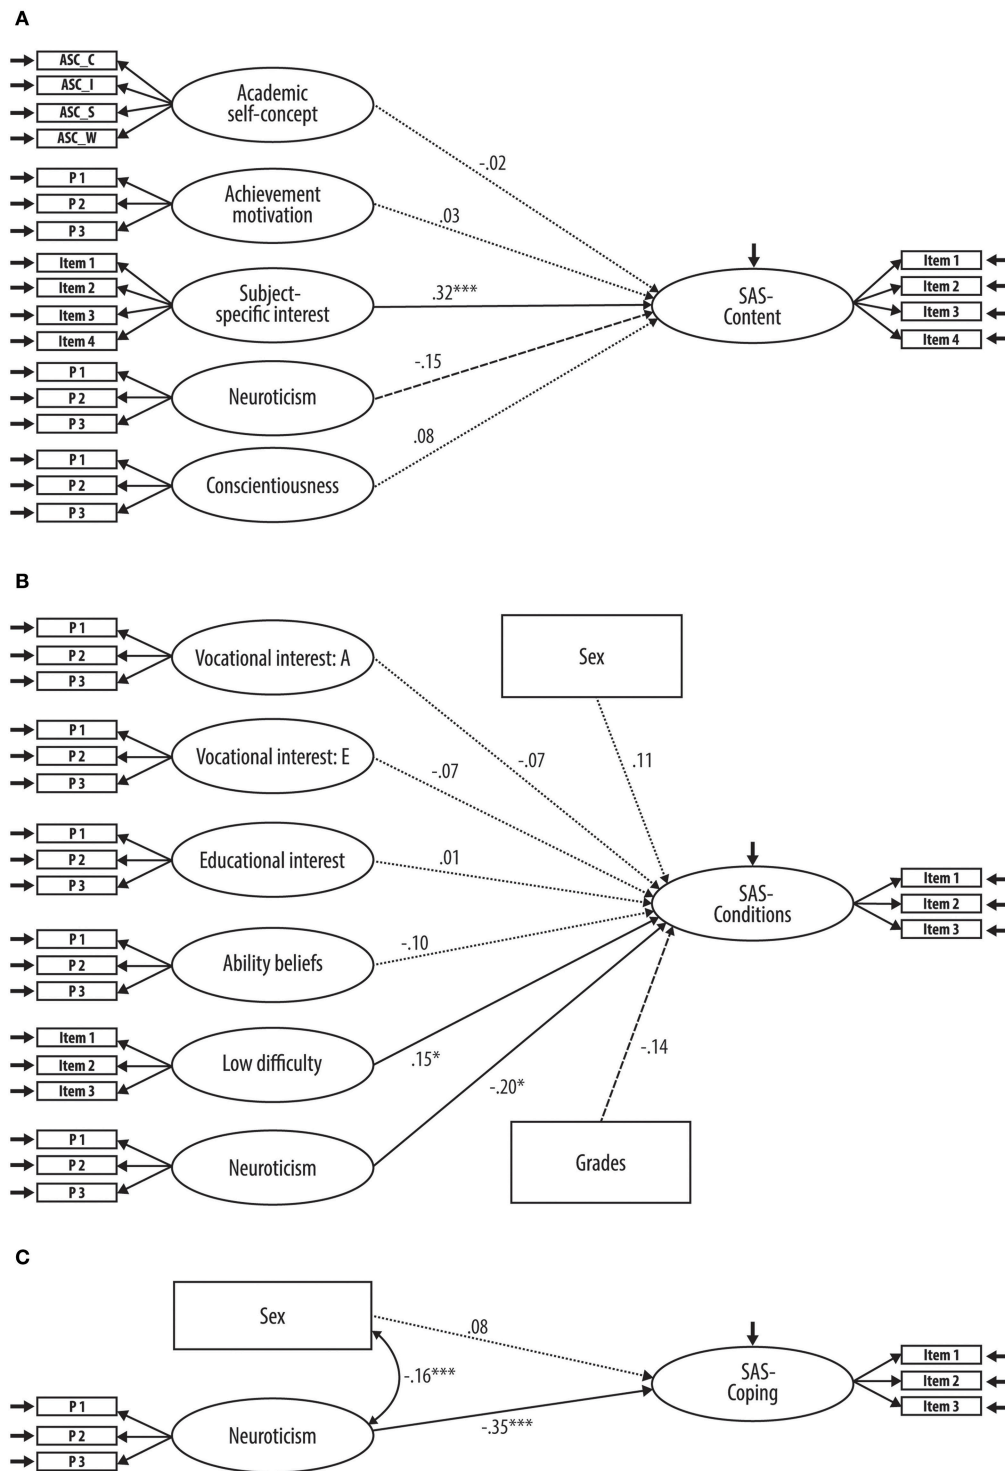 A
ASC_C
ASC_I
ASC_S
ASC_W
Academic
self-concept
-.02
P 1
P 2
P 3
Achievement
motivation
.03
Item 1
Item 2
Item 3
Item 4
Subject-
specific interest
.32***
SAS-
Content
Item 1
Item 2
Item 3
Item 4
P 1
P 2
P 3
Neuroticism
-.15
P 1
P 2
P 3
Conscientiousness
.08
B
P 1
P 2
P 3
Vocational interest: A
-.07
Sex
.11
P 1
P 2
P 3
Vocational interest: E
-.07
P 1
P 2
P 3
Educational interest
.01
SAS-
Conditions
Item 1
Item 2
Item 3
P 1
P 2
P 3
Ability beliefs
-.10
Item 1
Item 2
Item 3
Low difficulty
.15*
P 1
P 2
P 3
Neuroticism
-.20*
Grades
-.14
C
Sex
.08
-.16***
P 1
P 2
P 3
Neuroticism
-.35***
SAS-
Coping
Item 1
Item 2
Item 3